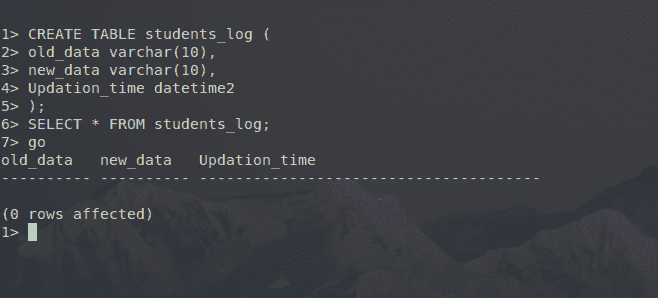 1> CREATE TABLE students_log (
2> old_data varchar(10),
3> new_data varchar(10),
4> Updation_time datetime2
5> );
6> SELECT * FROM students_log;
7> go
old_data   new_data   Updation_time
---------- ---------- --------------------------------------
(0 rows affected)
1>